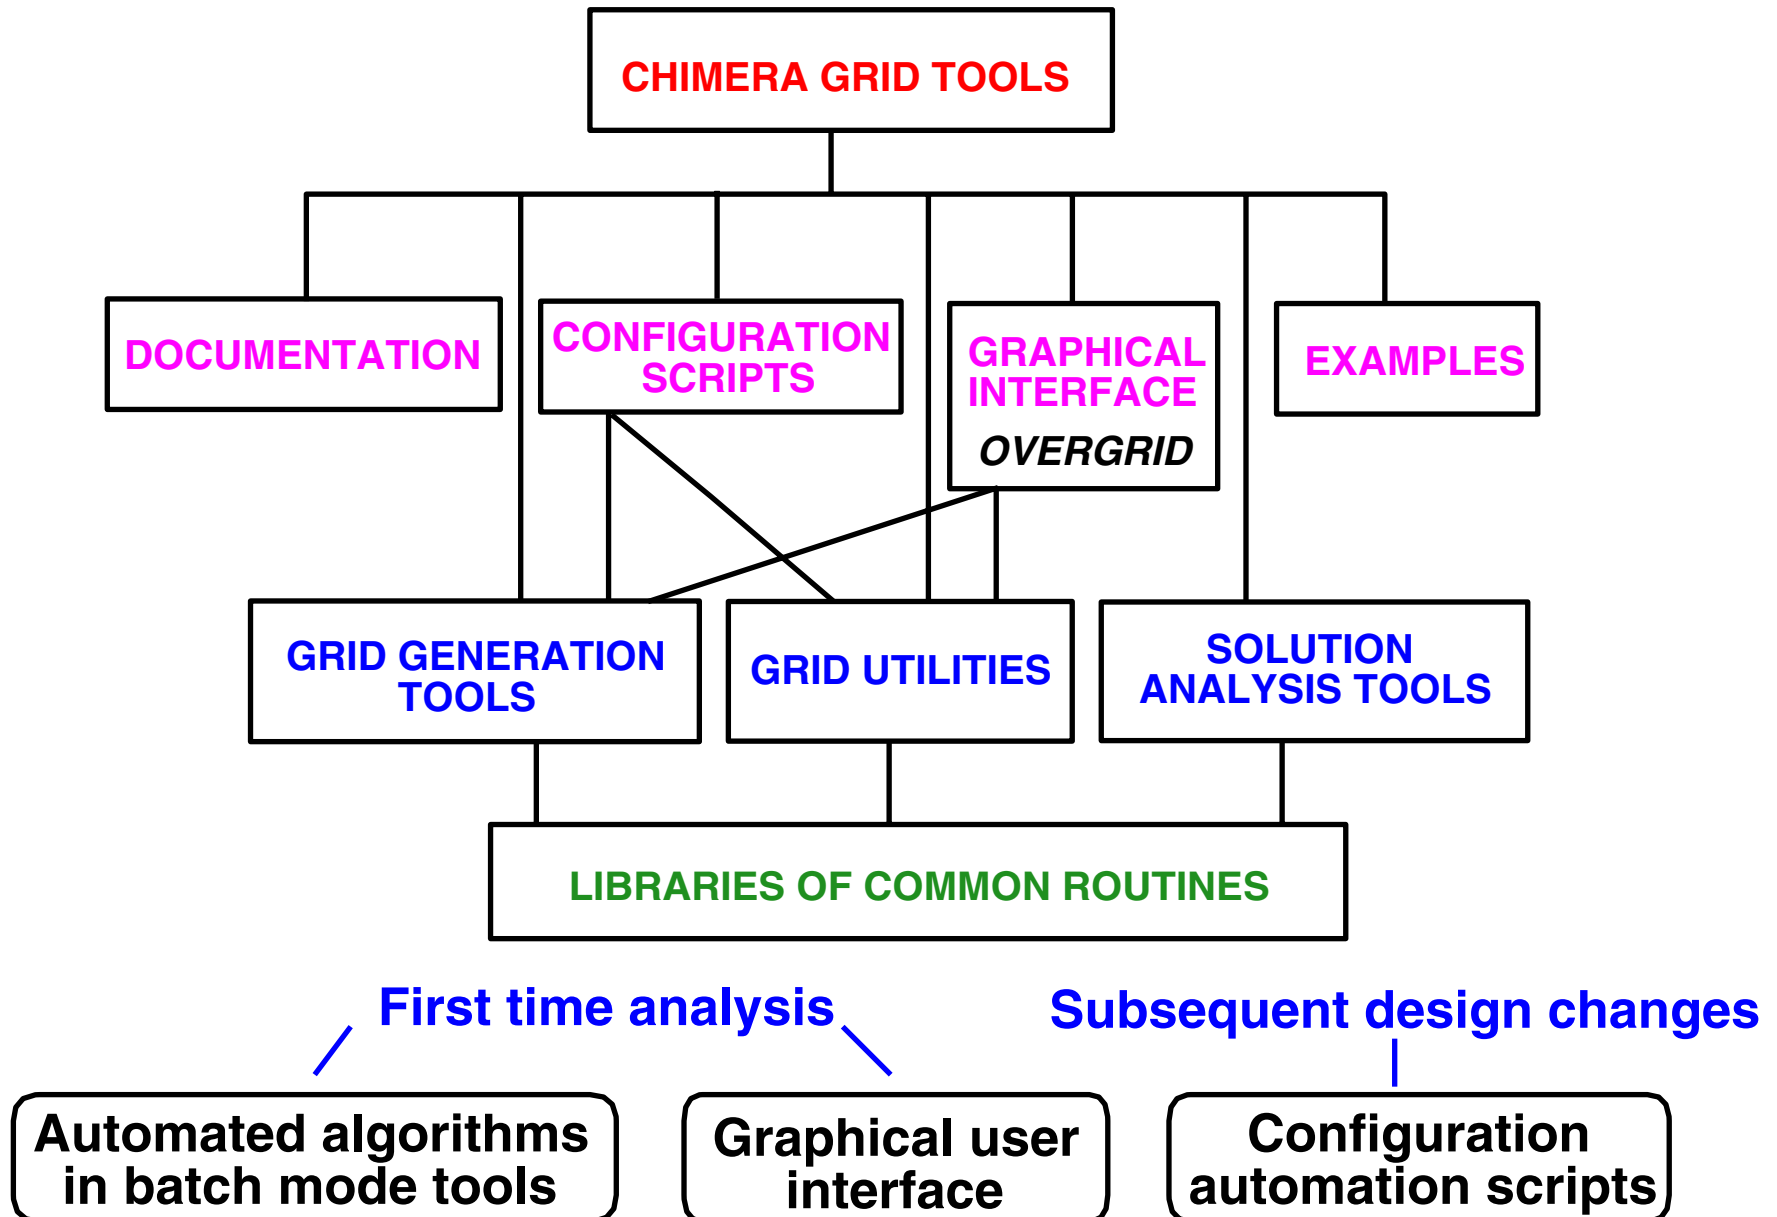 CHIMERA GRID TOOLS
DOCUMENTATION
CONFIGURATION
SCRIPTS
GRAPHICAL
INTERFACE
OVERGRID
EXAMPLES
GRID GENERATION
TOOLS
GRID UTILITIES
SOLUTION
ANALYSIS TOOLS
LIBRARIES OF COMMON ROUTINES
First time analysis
Subsequent design changes
Automated algorithms
in batch mode tools
Graphical user
interface
Configuration
automation scripts